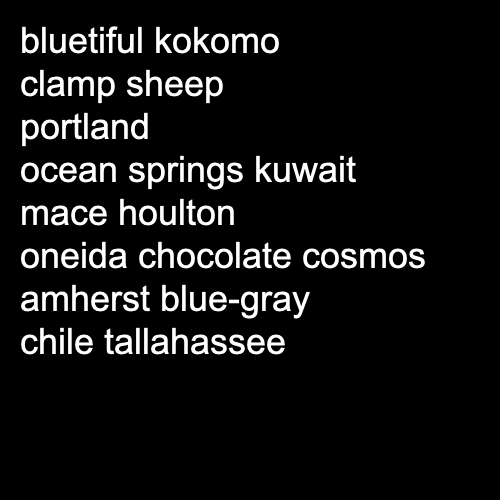 bluetiful kokomo
clamp sheep
portland
ocean springs kuwait
mace houlton
oneida chocolate cosmos
amherst blue-gray
chile tallahassee